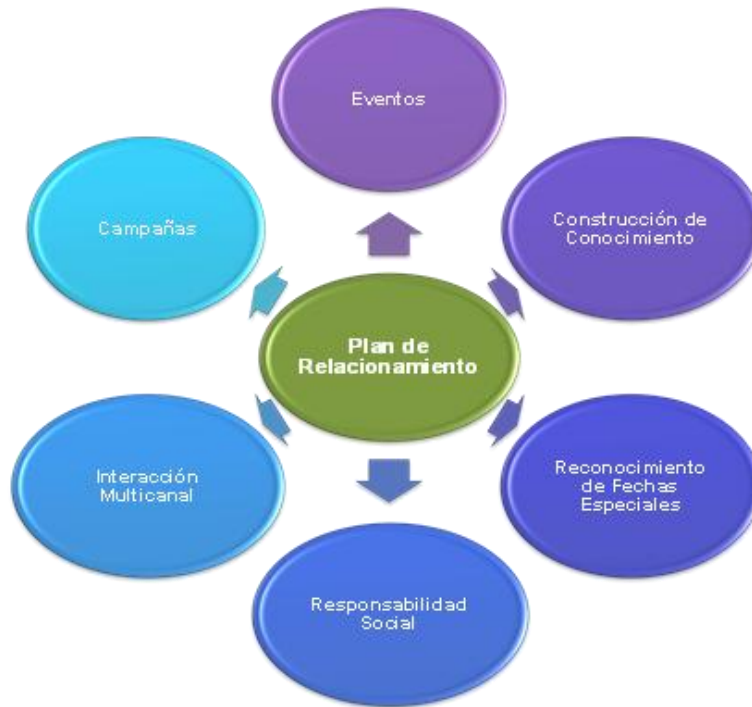 Eventos
Construcción de
Conocimiento
Reconocimiento
de Fechas
Especiales
Responsabilidad
Social
Interacción
Multicanal
Campañas
Plan de
Relacionamiento